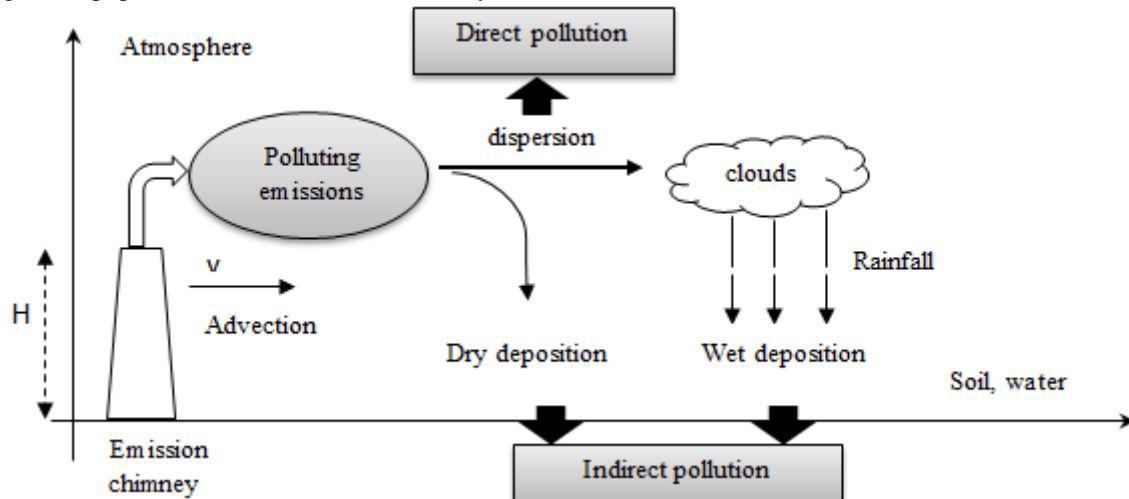 Direct pollution
Atmosphere
dispersion
Polluting
emissions
clouds
v
Rainfall
H
Advection
Dry deposition
Wet deposition
Soil, water
Emission
chimney
Indirect pollution